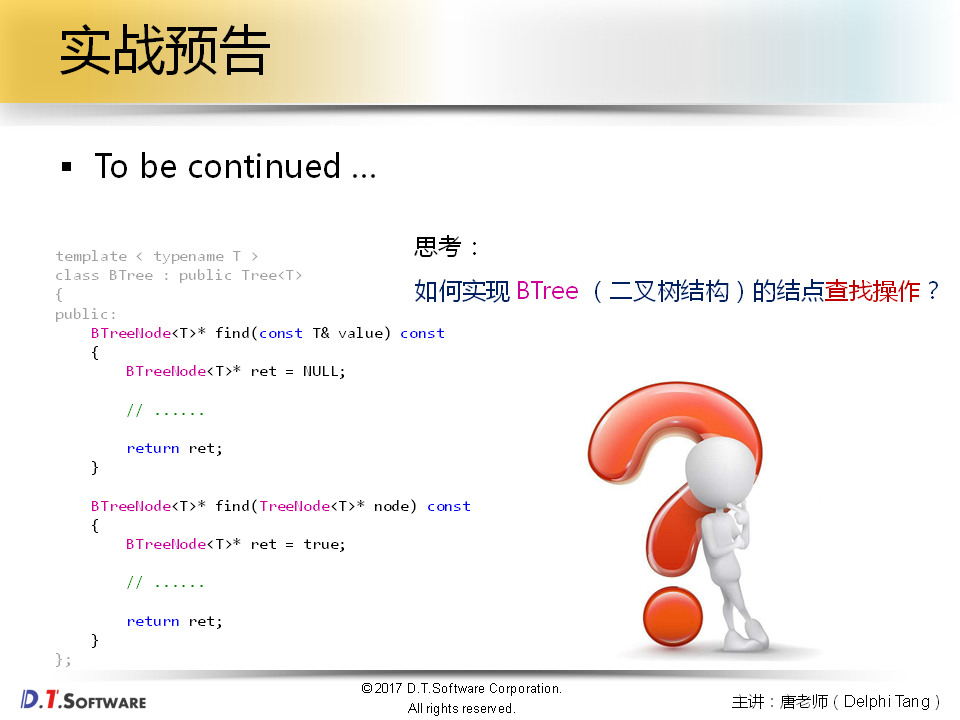 实战预告
▪ To be continued ...
思考：
如何实现 BTree （二叉树结构）的结点查找操作？
template < typename T >
class BTree : public Tree<T>
{
public:
    BTreeNode<T>* find(const T& value) const
    {
        BTreeNode<T>* ret = NULL;
        // ......
        return ret;
    }
    BTreeNode<T>* find(TreeNode<T>* node) const
    {
        BTreeNode<T>* ret = true;
        // ......
        return ret;
    }
};
D.T.SOFTWARE
©2017 D.T.Software Corporation.
All rights reserved.
主讲：唐老师（Delphi Tang）